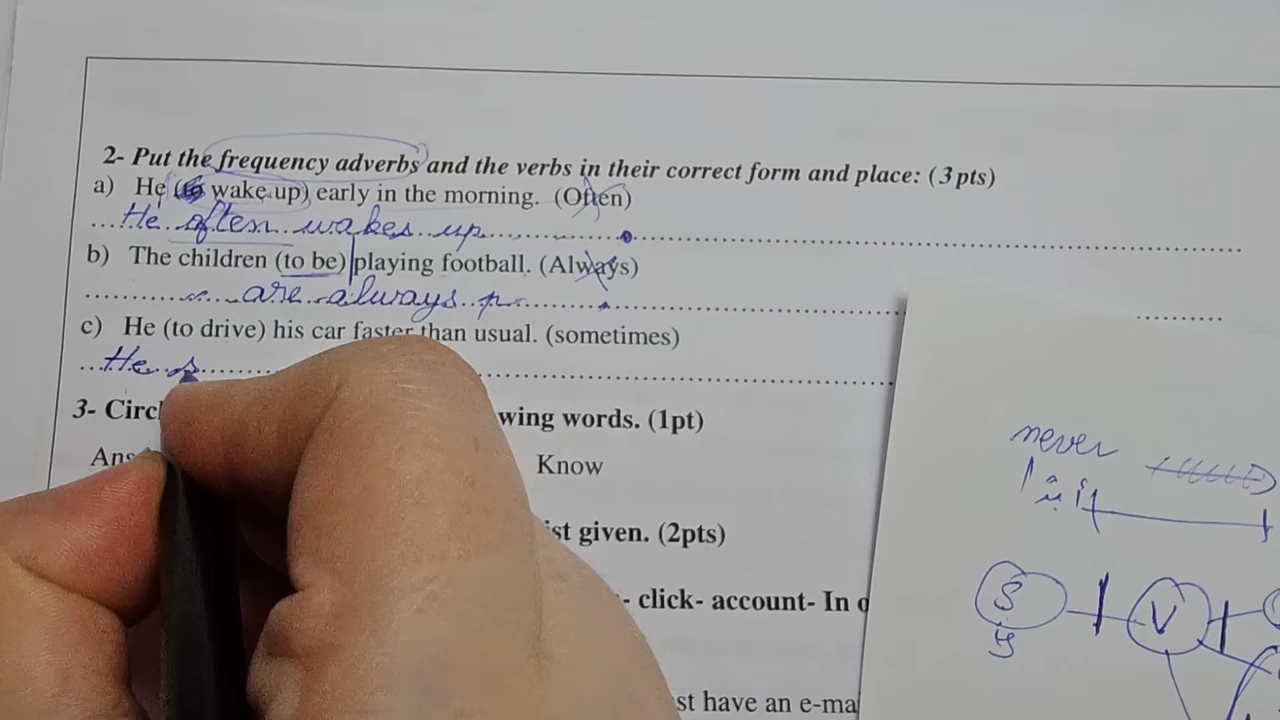 2- Put the frequency adverbs and the verbs in their correct form and place: (3pts)
a) He (to wake up) early in the morning. (Often)
He often wakes up
b) The children (to be) playing football. (Always)
are always p
c) He (to drive) his car faster than usual. (sometimes)
He s
3- Circl wing words. (1pt)
Ans Know
ist given. (2pts)
- click- account- In o
st have an e-ma
never
S V